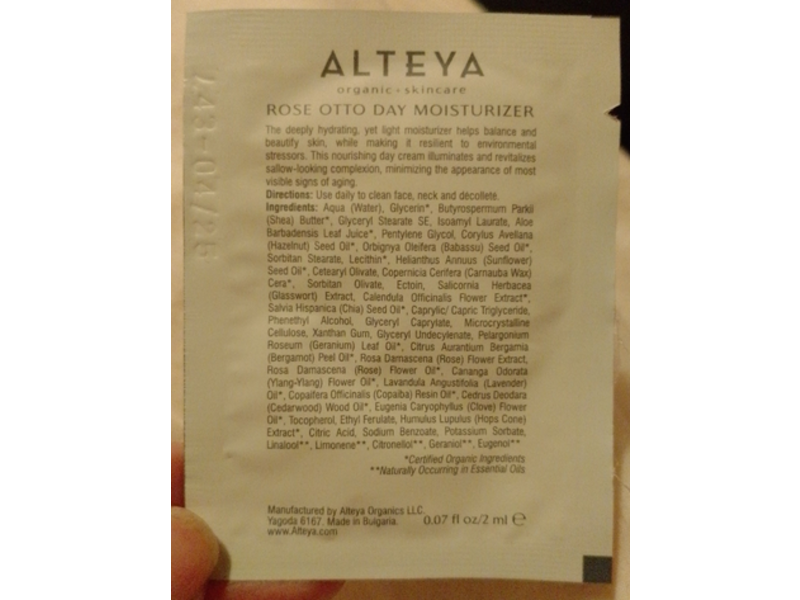 ALTEYA
organic • skincare
ROSE OTTO DAY MOISTURIZER
The deeply hydrating, yet light moisturizer helps balance and
beautify skin, while making it resilient to environmental
stressors. This nourishing day cream illuminates and revitalizes
sallow-looking complexion, minimizing the appearance of most
visible signs of aging.
Directions: Use daily to clean face, neck and décolleté.
Ingredients: Aqua (Water), Glycerin*, Butyrospermum Parkii
(Shea) Butter*, Glyceryl Stearate SE, Isoamyl Laurate, Aloe
Barbadensis Leaf Juice*, Pentylene Glycol, Corylus Avellana
(Hazelnut) Seed Oil*, Orbignya Oleifera (Babassu) Seed Oil*,
Sorbitan Stearate, Lecithin*, Helianthus Annuus (Sunflower)
Seed Oil*, Cetearyl Olivate, Copernicia Cerifera (Carnauba Wax)
Cera*, Sorbitan Olivate, Ectoin, Salicornia Herbacea
(Glasswort) Extract, Calendula Officinalis Flower Extract*,
Salvia Hispanica (Chia) Seed Oil*, Caprylic/ Capric Triglyceride,
Phenethyl Alcohol, Glyceryl Caprylate, Microcrystalline
Cellulose, Xanthan Gum, Glyceryl Undecylenate, Pelargonium
Roseum (Geranium) Leaf Oil*, Citrus Aurantium Bergamia
(Bergamot) Peel Oil*, Rosa Damascena (Rose) Flower Extract,
Rosa Damascena (Rose) Flower Oil*, Cananga Odorata
(Ylang-Ylang) Flower Oil*, Lavandula Angustifolia (Lavender)
Oil*, Copaifera Officinalis (Copaiba) Resin Oil*, Cedrus Deodara
(Cedarwood) Wood Oil*, Eugenia Caryophyllus (Clove) Flower
Oil*, Tocopherol, Ethyl Ferulate, Humulus Lupulus (Hops Cone)
Extract*, Citric Acid, Sodium Benzoate, Potassium Sorbate,
Linalool**, Limonene**, Citronellol**, Geraniol**, Eugenol**
*Certified Organic Ingredients
**Naturally Occurring in Essential Oils
Manufactured by Alteya Organics LLC.
Yagoda 6167. Made in Bulgaria. 0.07 fl oz/2 ml ℮
www.Alteya.com